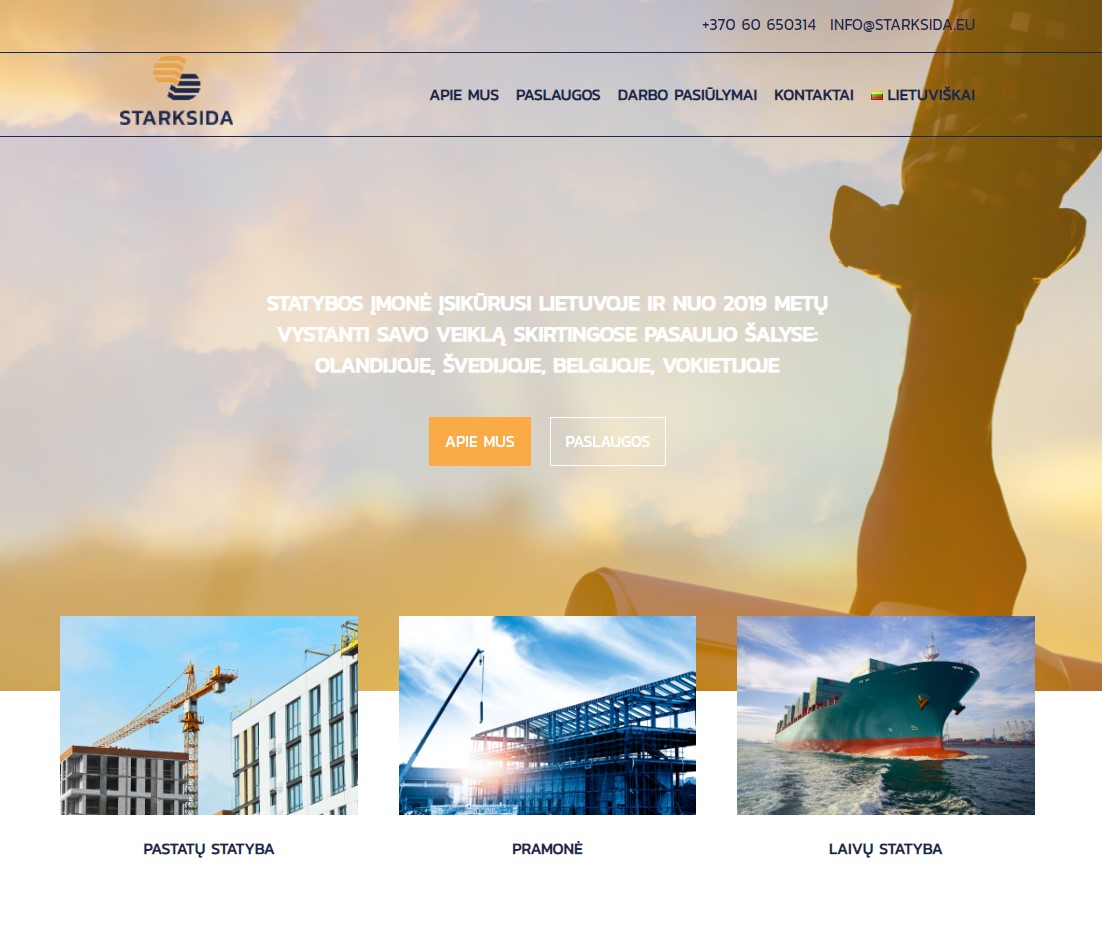 +370 60 650314 INFO@STARKSIDA.EU
STARKSIDA
APIE MUS PASLAUGOS DARBO PASIŪLYMAI KONTAKTAI LIETUVIŠKAI
STATYBOS ĮMONĖ ĮSIKŪRUSI LIETUVOJE IR NUO 2019 METŲ
VYSTANTI SAVO VEIKLĄ SKIRTINGOSE PASAULIO ŠALYSE:
OLANDIJOJE, ŠVEDIJOJE, BELGIJOJE, VOKIETIJOJE
APIE MUS PASLAUGOS
PASTATŲ STATYBA PRAMONĖ LAIVŲ STATYBA